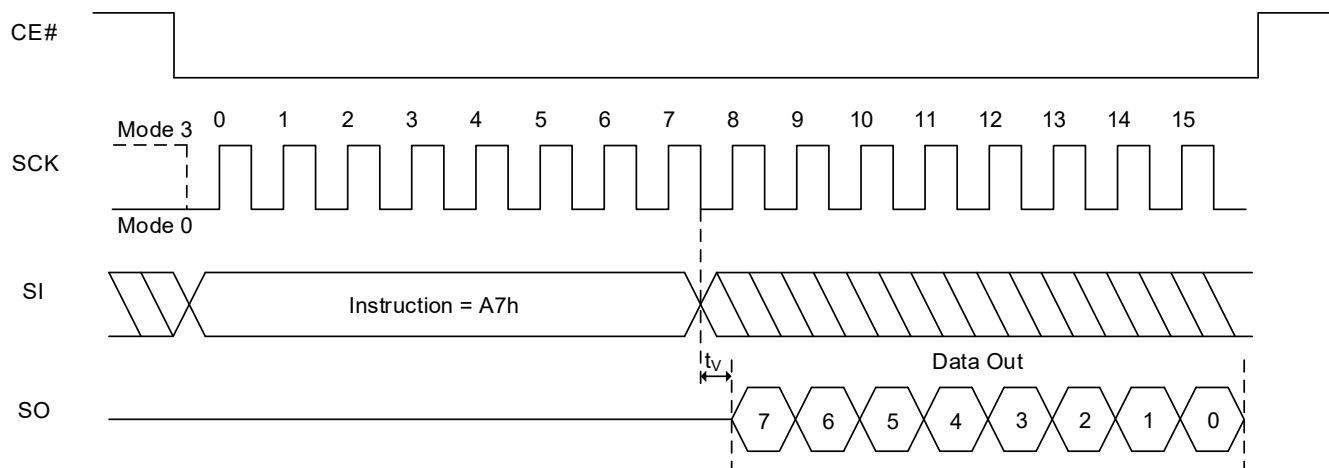 CE#
Mode 3
0 1 2 3 4 5 6 7 8 9 10 11 12 13 14 15
SCK
Mode 0
SI
Instruction = A7h
tV
Data Out
SO
7 6 5 4 3 2 1 0